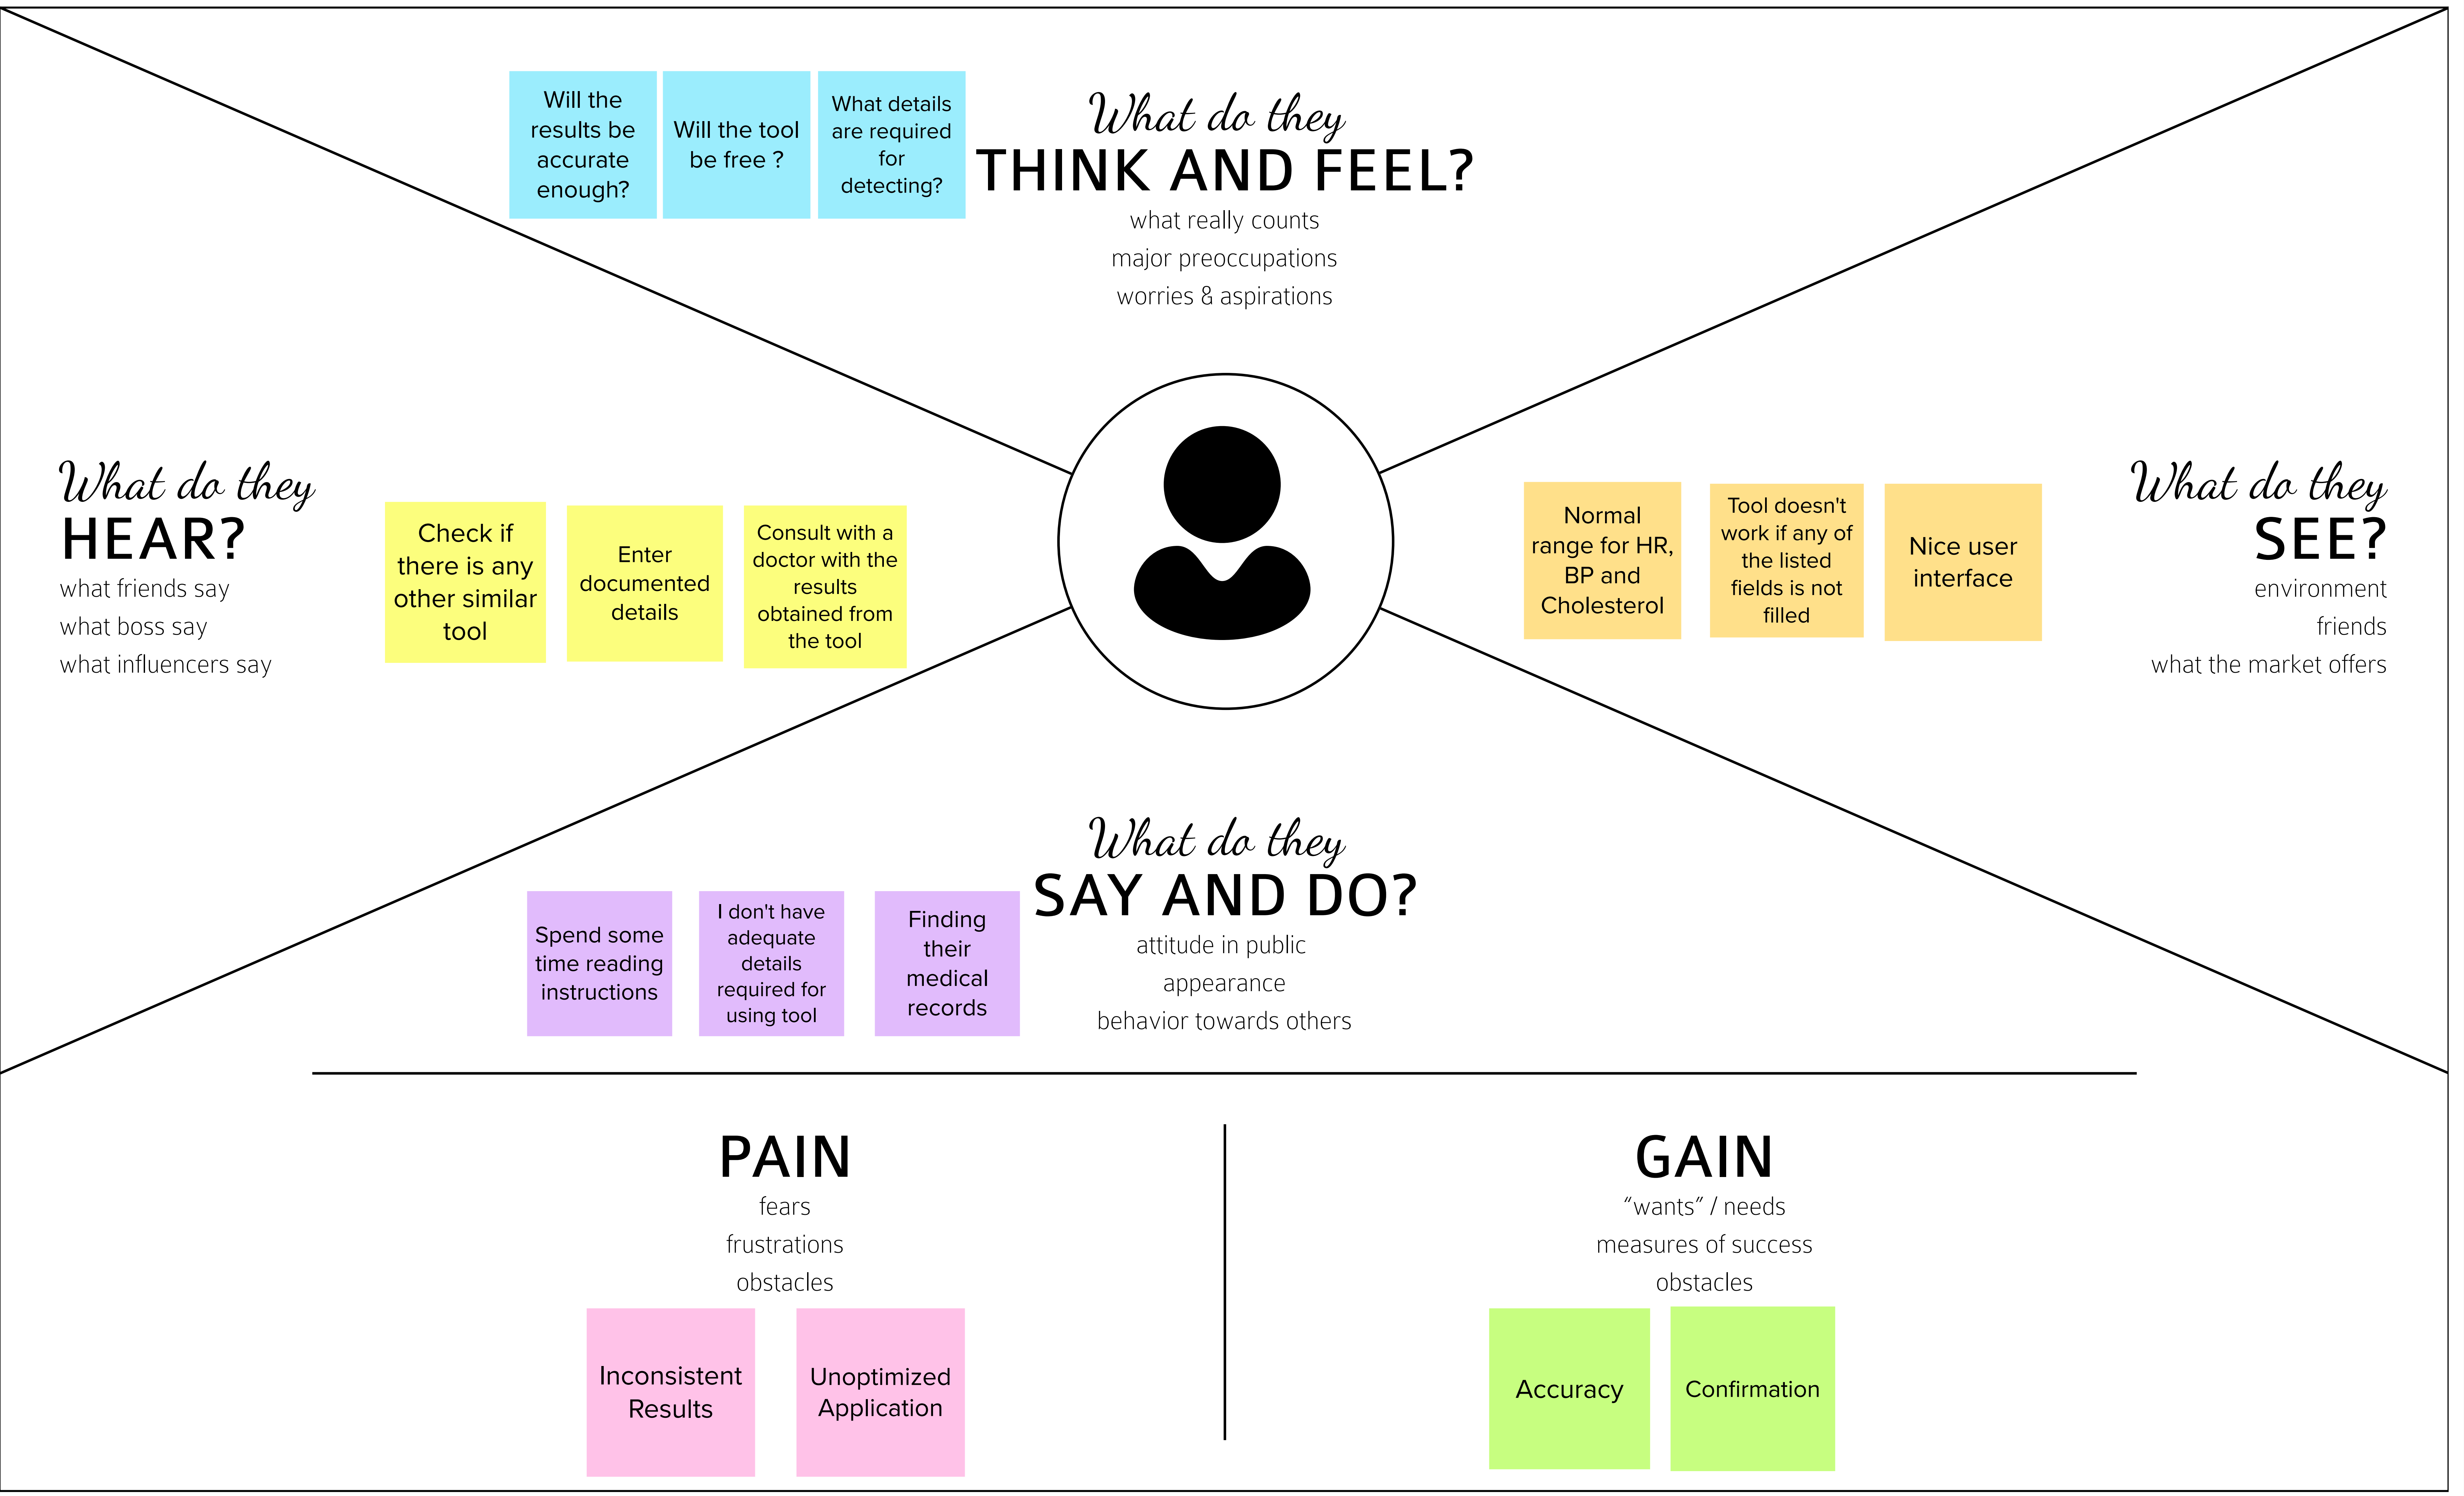 Will the
results be
accurate
enough?
Will the tool
be free ?
What details
are required
for
detecting?
What do they
THINK AND FEEL?
what really counts
major preoccupations
worries & aspirations
What do they
HEAR?
what friends say
what boss say
what influencers say
Check if
there is any
other similar
tool
Enter
documented
details
Consult with a
doctor with the
results
obtained from
the tool
Normal
range for HR,
BP and
Cholesterol
Tool doesn't
work if any of
the listed
fields is not
filled
Nice user
interface
What do they
SEE?
environment
friends
what the market offers
What do they
SAY AND DO?
attitude in public
appearance
behavior towards others
Spend some
time reading
instructions
I don't have
adequate
details
required for
using tool
Finding
their
medical
records
PAIN
fears
frustrations
obstacles
Inconsistent
Results
Unoptimized
Application
GAIN
“wants” / needs
measures of success
obstacles
Accuracy
Confirmation